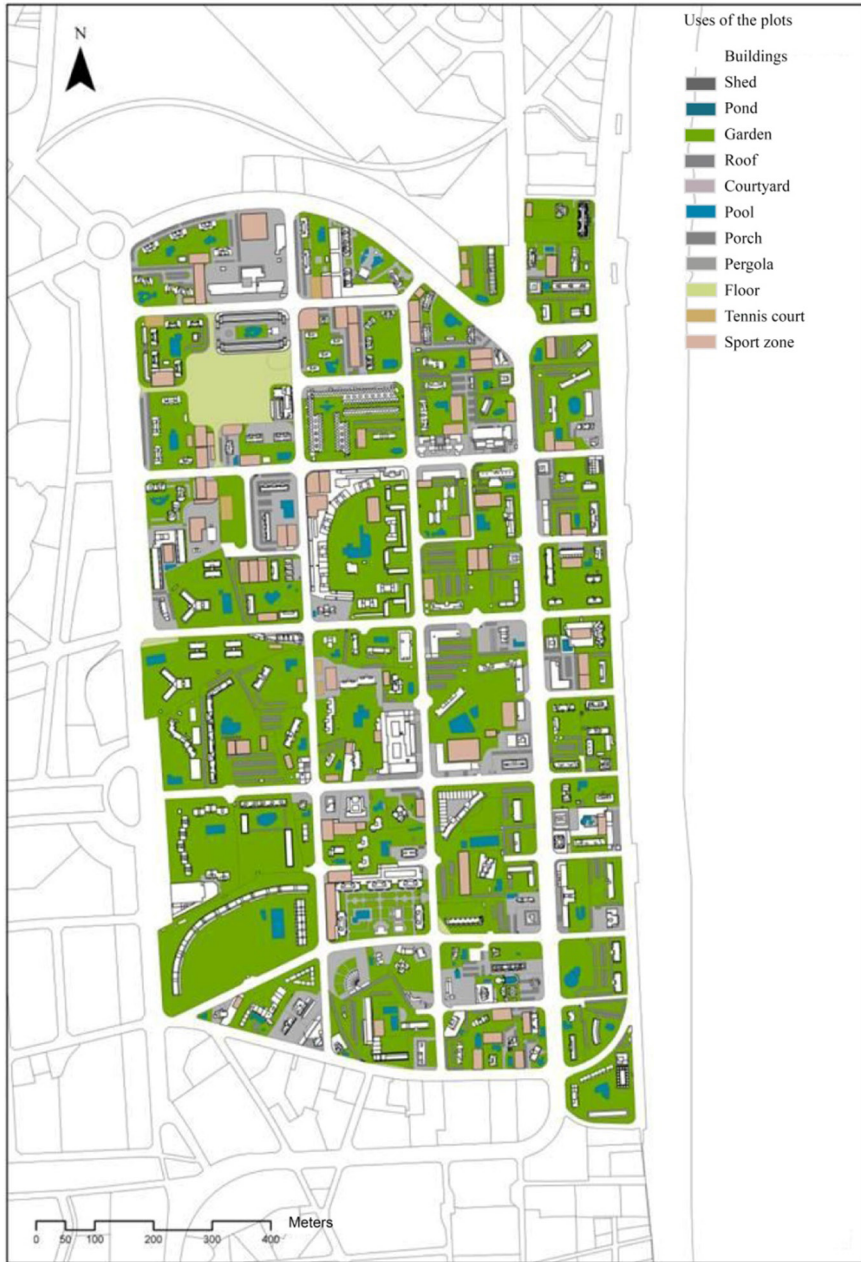 Uses of the plots
N
Buildings
Shed
Pond
Garden
Roof
Courtyard
Pool
Porch
Pergola
Floor
Tennis court
Sport zone
Meters
0 50 100 200 300 400